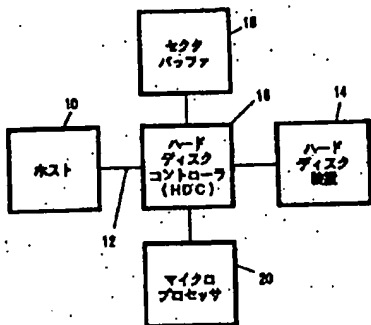 18
セクタ
バッファ
10
16
14
ホスト
ハード
ディスク
コントローラ
(HDC)
ハード
ディスク
装置
12
マイクロ
プロセッサ
20